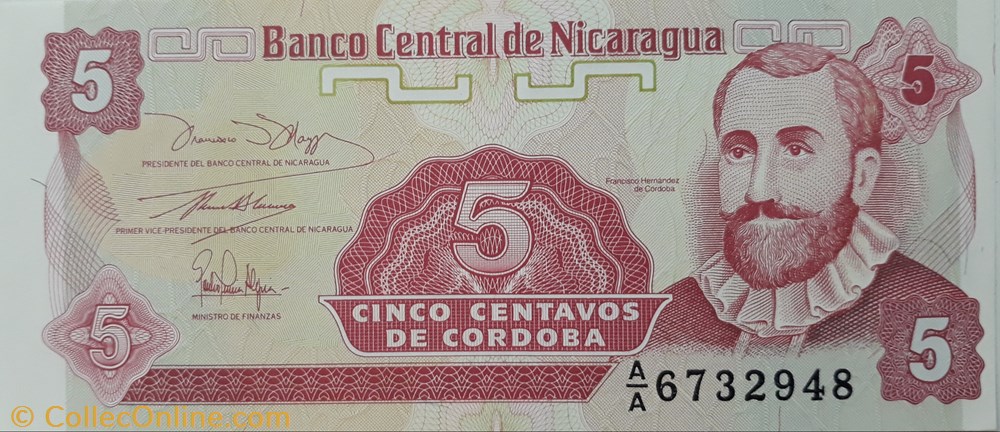 5
Banco Central de Nicaragua
5
PRESIDENTE DEL BANCO CENTRAL DE NICARAGUA
Francisco Hernández
de Córdoba
PRIMER VICE-PRESIDENTE DEL BANCO CENTRAL DE NICARAGUA
5
MINISTRO DE FINANZAS
5
CINCO CENTAVOS
DE CORDOBA
5
A/A 6732948
© CollecOnline.com